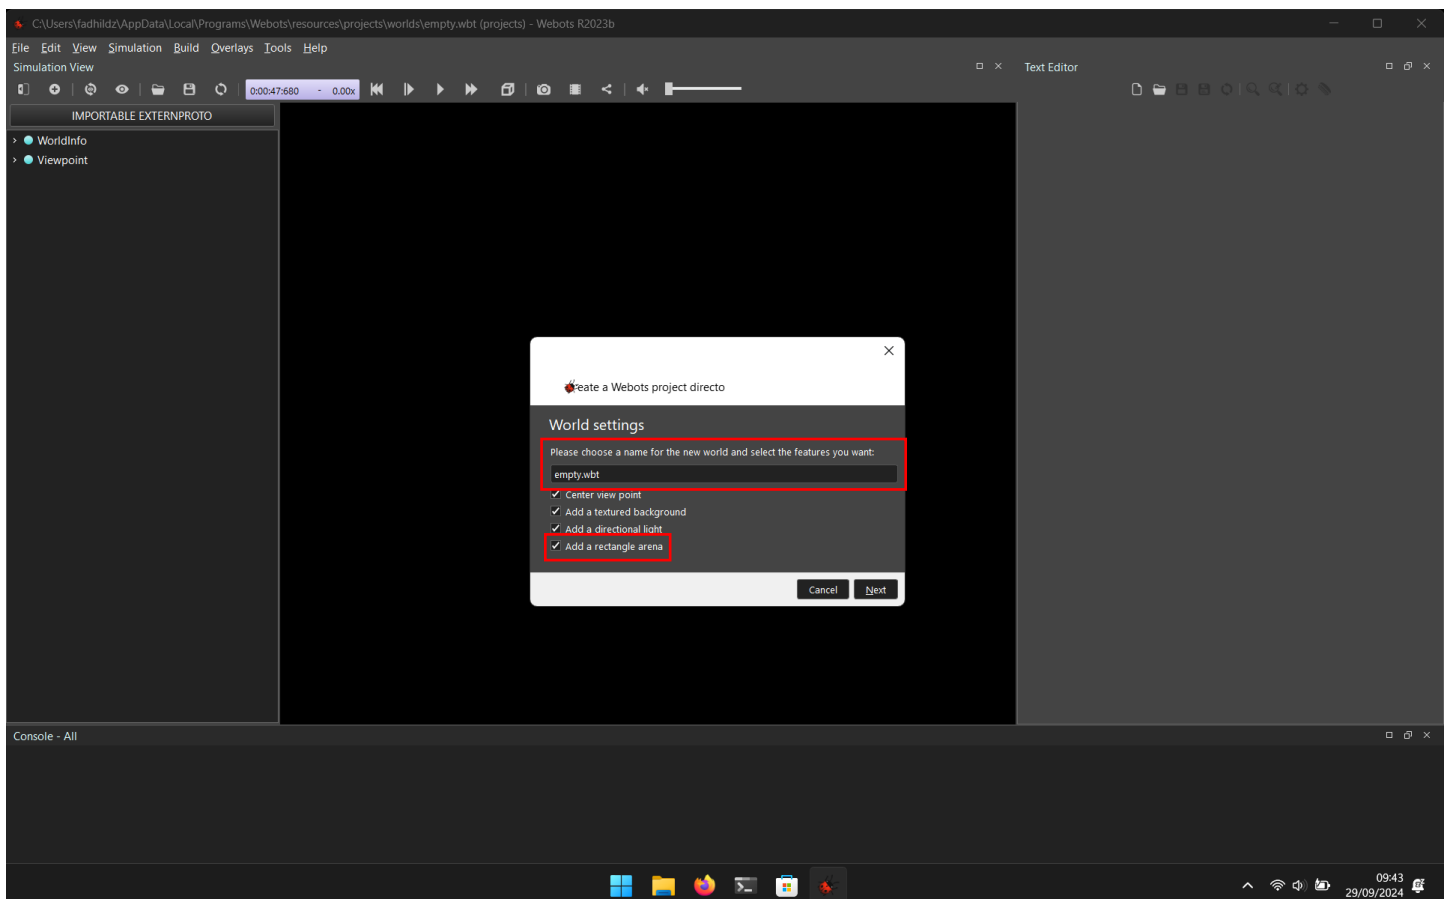 C:\Users\fadhildz\AppData\Local\Programs\Webots\resources\projects\worlds\empty.wbt (projects) - Webots R2023b
File Edit View Simulation Build Overlays Tools Help
Simulation View
Text Editor
0:00:47:680 - 0.00x
IMPORTABLE EXTERNPROTO
WorldInfo
Viewpoint
eate a Webots project directo
World settings
Please choose a name for the new world and select the features you want:
empty.wbt
Center view point
Add a textured background
Add a directional light
Add a rectangle arena
Cancel Next
Console - All
09:43
29/09/2024